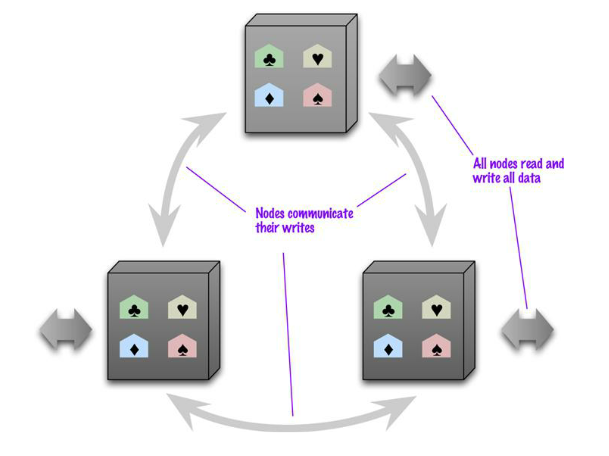 All nodes read and
write all data
Nodes communicate
their writes